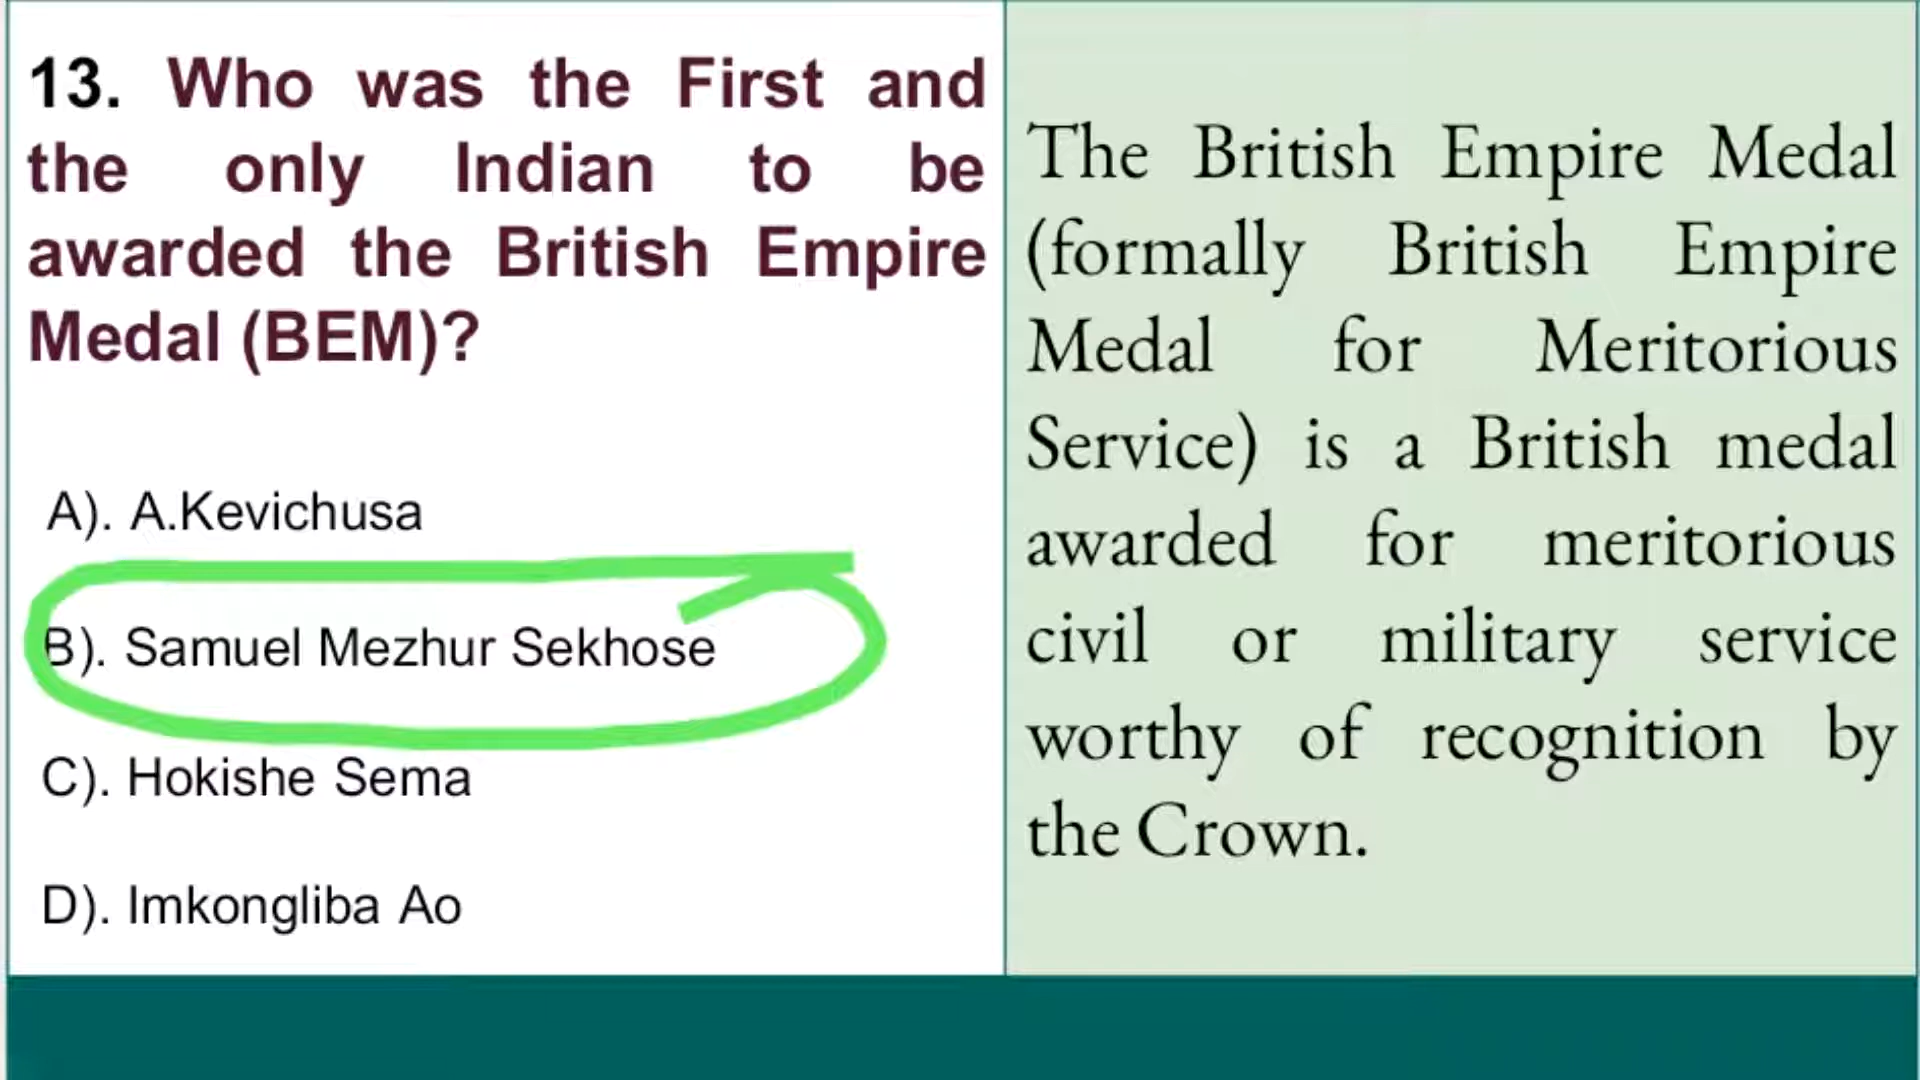 13. Who was the First and
the only Indian to be
awarded the British Empire
Medal (BEM)?
A). A.Kevichusa
B). Samuel Mezhur Sekhose
C). Hokishe Sema
D). Imkongliba Ao
The British Empire Medal
(formally British Empire
Medal for Meritorious
Service) is a British medal
awarded for meritorious
civil or military service
worthy of recognition by
the Crown.